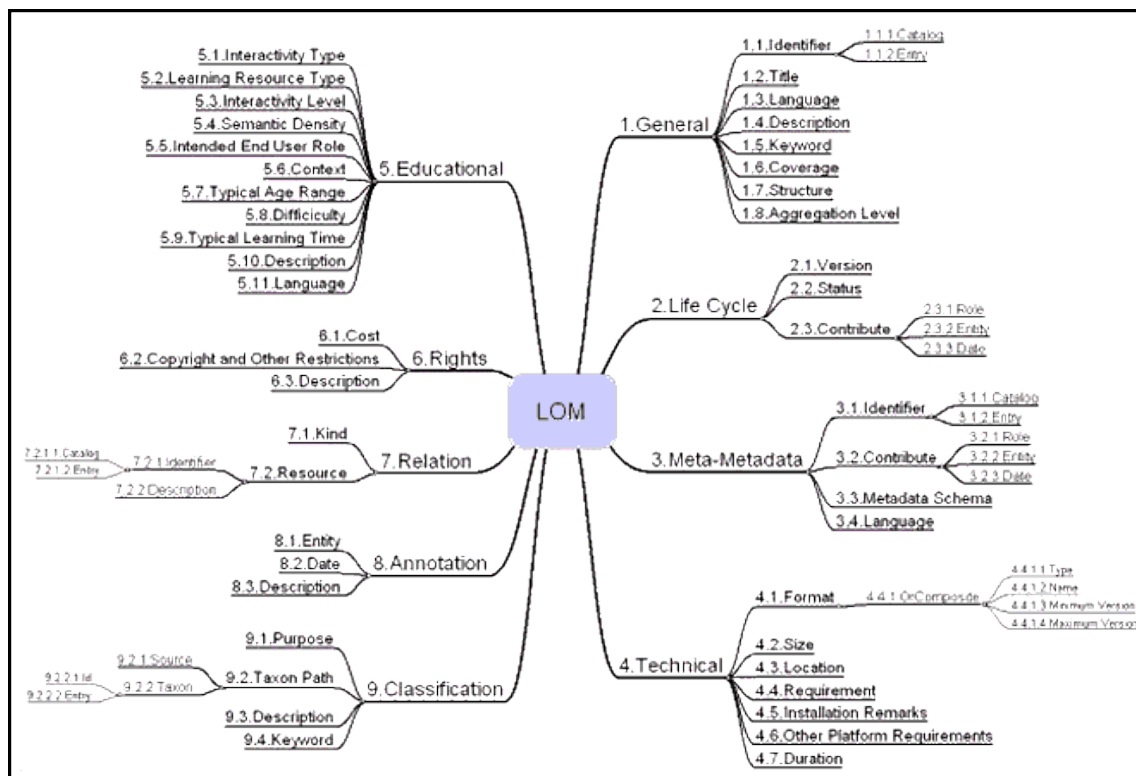 LOM
1.General
1.1.Identifier
1.1.1.Catalog
1.1.2.Entry
1.2.Title
1.3.Language
1.4.Description
1.5.Keyword
1.6.Coverage
1.7.Structure
1.8.Aggregation Level
2.Life Cycle
2.1.Version
2.2.Status
2.3.Contribute
2.3.1 Role
2.3.2 Entity
2.3.3 Date
3.Meta-Metadata
3.1.Identifier
3.1.1 Catalog
3.1.2 Entry
3.2.Contribute
3.2.1 Role
3.2.2 Entity
3.2.3 Date
3.3.Metadata Schema
3.4.Language
4.Technical
4.1.Format
4.4.1.OrComposite
4.4.1.1 Type
4.4.1.2 Name
4.4.1.3 Minimum Version
4.4.1.4 Maximum Version
4.2.Size
4.3.Location
4.4.Requirement
4.5.Installation Remarks
4.6.Other Platform Requirements
4.7.Duration
5.Educational
5.1.Interactivity Type
5.2.Learning Resource Type
5.3.Interactivity Level
5.4.Semantic Density
5.5.Intended End User Role
5.6.Context
5.7.Typical Age Range
5.8.Difficiculty
5.9.Typical Learning Time
5.10.Description
5.11.Language
6.Rights
6.1.Cost
6.2.Copyright and Other Restrictions
6.3.Description
7.Relation
7.1.Kind
7.2.Resource
7.2.1.Identifier
7.2.1.1.Catalog
7.2.1.2.Entry
7.2.2.Description
8.Annotation
8.1.Entity
8.2.Date
8.3.Description
9.Classification
9.1.Purpose
9.2.Taxon Path
9.2.1.Source
9.2.2.Taxon
9.2.2.1.Id
9.2.2.2.Entry
9.3.Description
9.4.Keyword